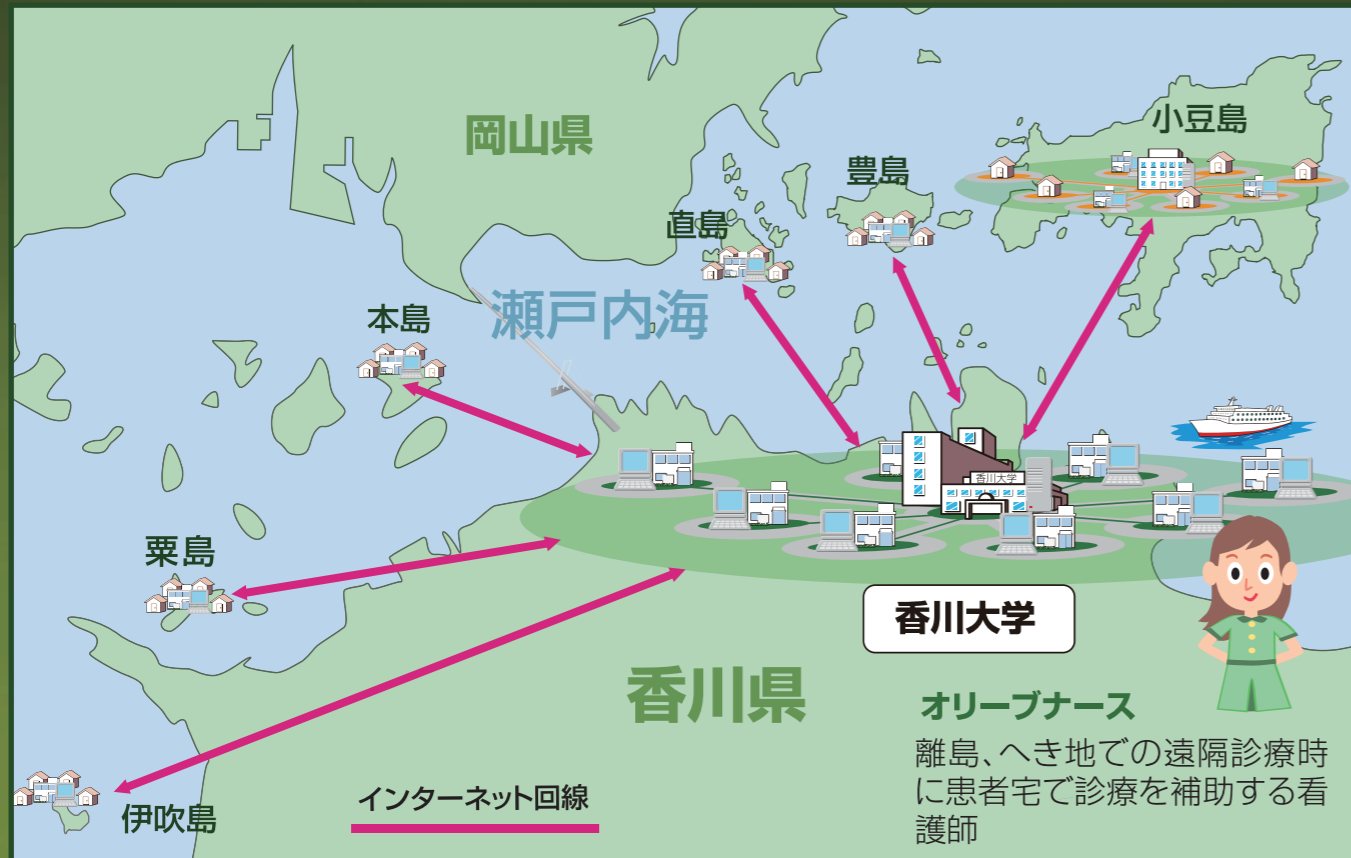 岡山県
小豆島
豊島
直島
瀬戸内海
本島
香川大学
粟島
香川大学
香川県
オリーブナース
離島、へき地での遠隔診療時
に患者宅で診療を補助する看
護師
インターネット回線
伊吹島